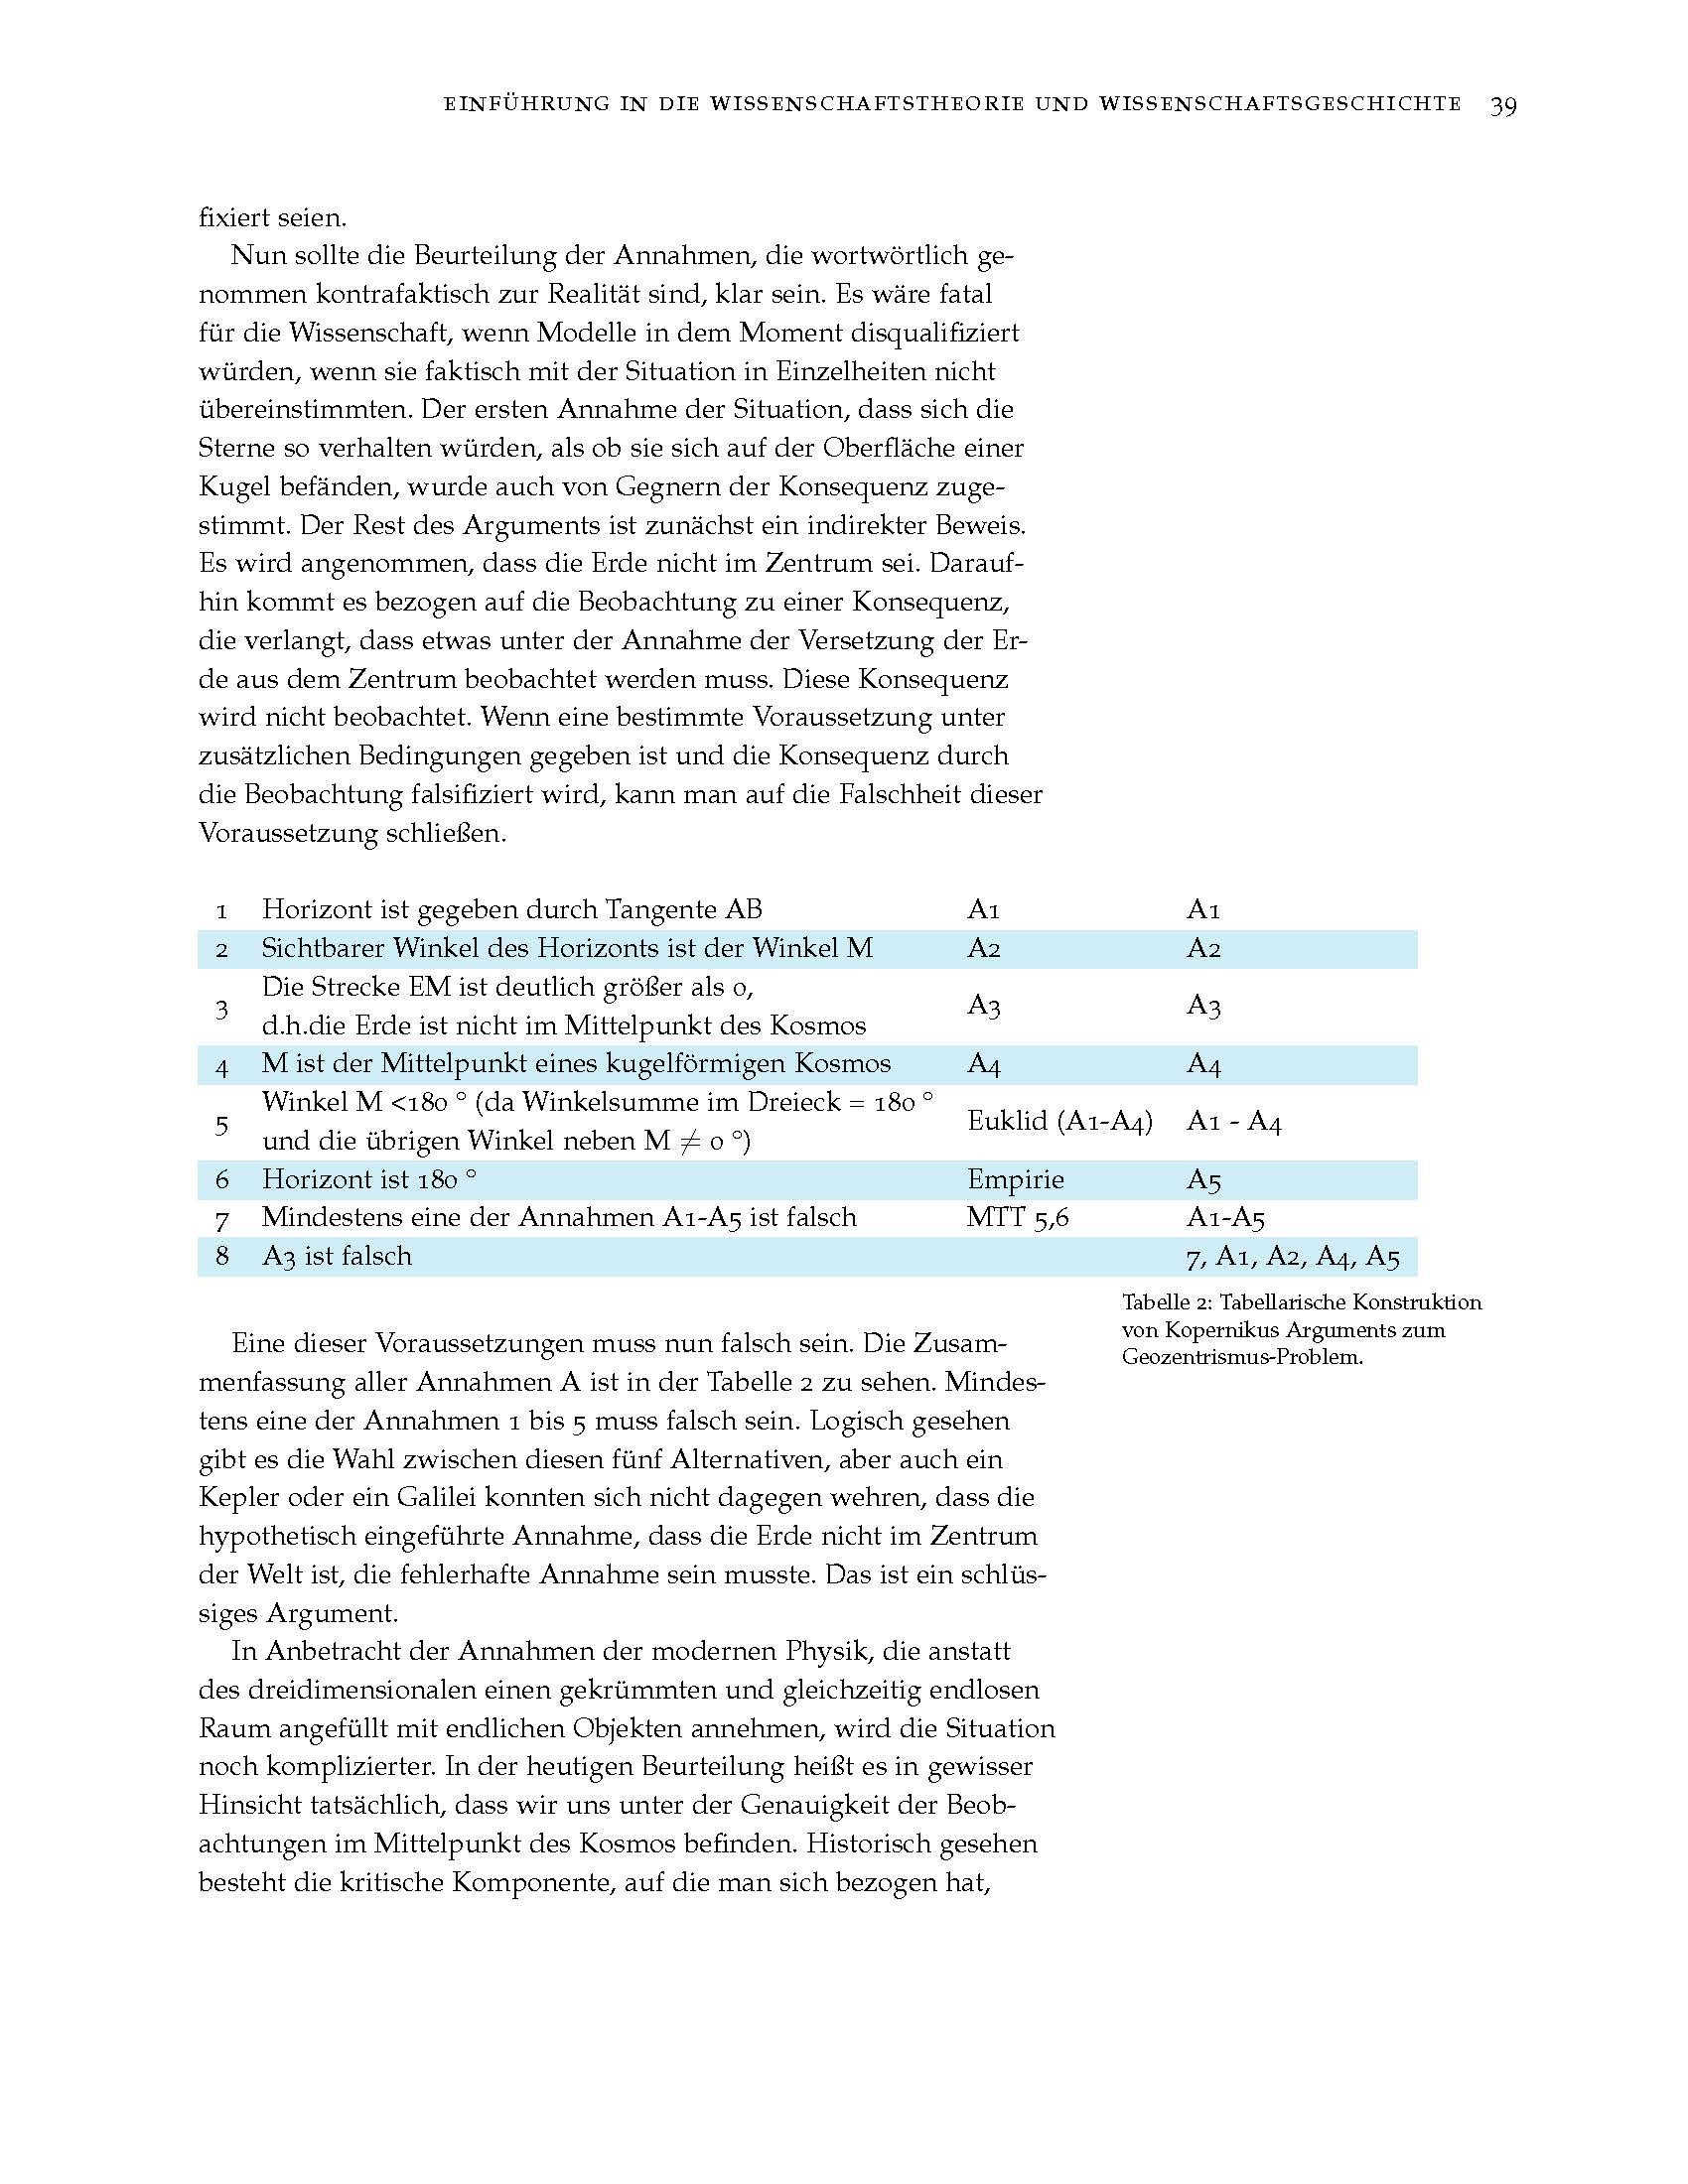 EINFÜHRUNG IN DIE WISSENSCHAFTSTHEORIE UND WISSENSCHAFTSGESCHICHTE 39
fixiert seien.
Nun sollte die Beurteilung der Annahmen, die wortwörtlich ge-
nommen kontrafaktisch zur Realität sind, klar sein. Es wäre fatal
für die Wissenschaft, wenn Modelle in dem Moment disqualifiziert
würden, wenn sie faktisch mit der Situation in Einzelheiten nicht
übereinstimmten. Der ersten Annahme der Situation, dass sich die
Sterne so verhalten würden, als ob sie sich auf der Oberfläche einer
Kugel befänden, wurde auch von Gegnern der Konsequenz zuge-
stimmt. Der Rest des Arguments ist zunächst ein indirekter Beweis.
Es wird angenommen, dass die Erde nicht im Zentrum sei. Darauf-
hin kommt es bezogen auf die Beobachtung zu einer Konsequenz,
die verlangt, dass etwas unter der Annahme der Versetzung der Er-
de aus dem Zentrum beobachtet werden muss. Diese Konsequenz
wird nicht beobachtet. Wenn eine bestimmte Voraussetzung unter
zusätzlichen Bedingungen gegeben ist und die Konsequenz durch
die Beobachtung falsifiziert wird, kann man auf die Falschheit dieser
Voraussetzung schließen.
1 Horizont ist gegeben durch Tangente AB A1 A1
2 Sichtbarer Winkel des Horizonts ist der Winkel M A2 A2
3 Die Strecke EM ist deutlich größer als 0,
d.h.die Erde ist nicht im Mittelpunkt des Kosmos A3 A3
4 M ist der Mittelpunkt eines kugelförmigen Kosmos A4 A4
5 Winkel M <180 ° (da Winkelsumme im Dreieck = 180 °
und die übrigen Winkel neben M ≠ 0 °) Euklid (A1-A4) A1 - A4
6 Horizont ist 180 ° Empirie A5
7 Mindestens eine der Annahmen A1-A5 ist falsch MTT 5,6 A1-A5
8 A3 ist falsch 7, A1, A2, A4, A5
Tabelle 2: Tabellarische Konstruktion
von Kopernikus Arguments zum
Geozentrismus-Problem.
Eine dieser Voraussetzungen muss nun falsch sein. Die Zusam-
menfassung aller Annahmen A ist in der Tabelle 2 zu sehen. Mindes-
tens eine der Annahmen 1 bis 5 muss falsch sein. Logisch gesehen
gibt es die Wahl zwischen diesen fünf Alternativen, aber auch ein
Kepler oder ein Galilei konnten sich nicht dagegen wehren, dass die
hypothetisch eingeführte Annahme, dass die Erde nicht im Zentrum
der Welt ist, die fehlerhafte Annahme sein musste. Das ist ein schlüs-
siges Argument.
In Anbetracht der Annahmen der modernen Physik, die anstatt
des dreidimensionalen einen gekrümmten und gleichzeitig endlosen
Raum angefüllt mit endlichen Objekten annehmen, wird die Situation
noch komplizierter. In der heutigen Beurteilung heißt es in gewisser
Hinsicht tatsächlich, dass wir uns unter der Genauigkeit der Beob-
achtungen im Mittelpunkt des Kosmos befinden. Historisch gesehen
besteht die kritische Komponente, auf die man sich bezogen hat,